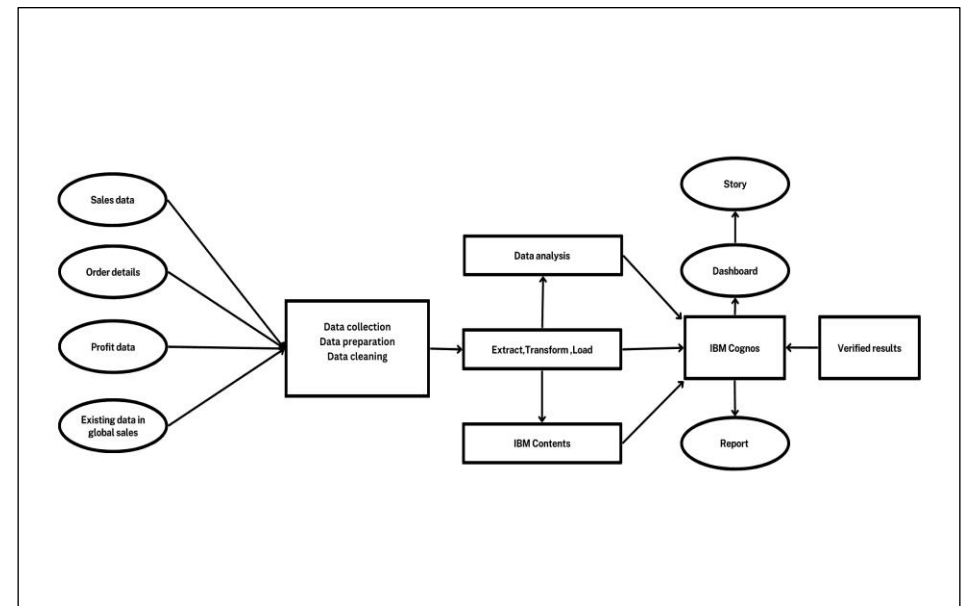 Sales data
Order details
Profit data
Existing data in
global sales
Data collection
Data preparation
Data cleaning
Data analysis
Extract,Transform ,Load
IBM Contents
Story
Dashboard
IBM Cognos
Report
Verified results